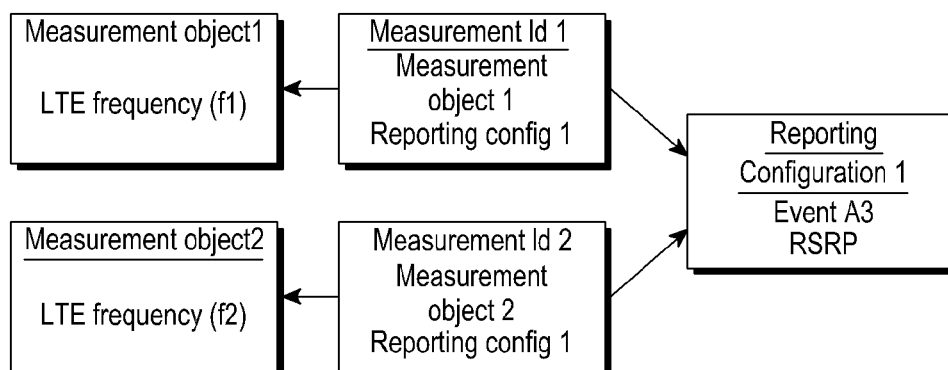 Measurement object1
LTE frequency (f1)
Measurement Id 1
Measurement
object 1
Reporting config 1
Reporting
Configuration 1
Event A3
RSRP
Measurement object2
LTE frequency (f2)
Measurement Id 2
Measurement
object 2
Reporting config 1